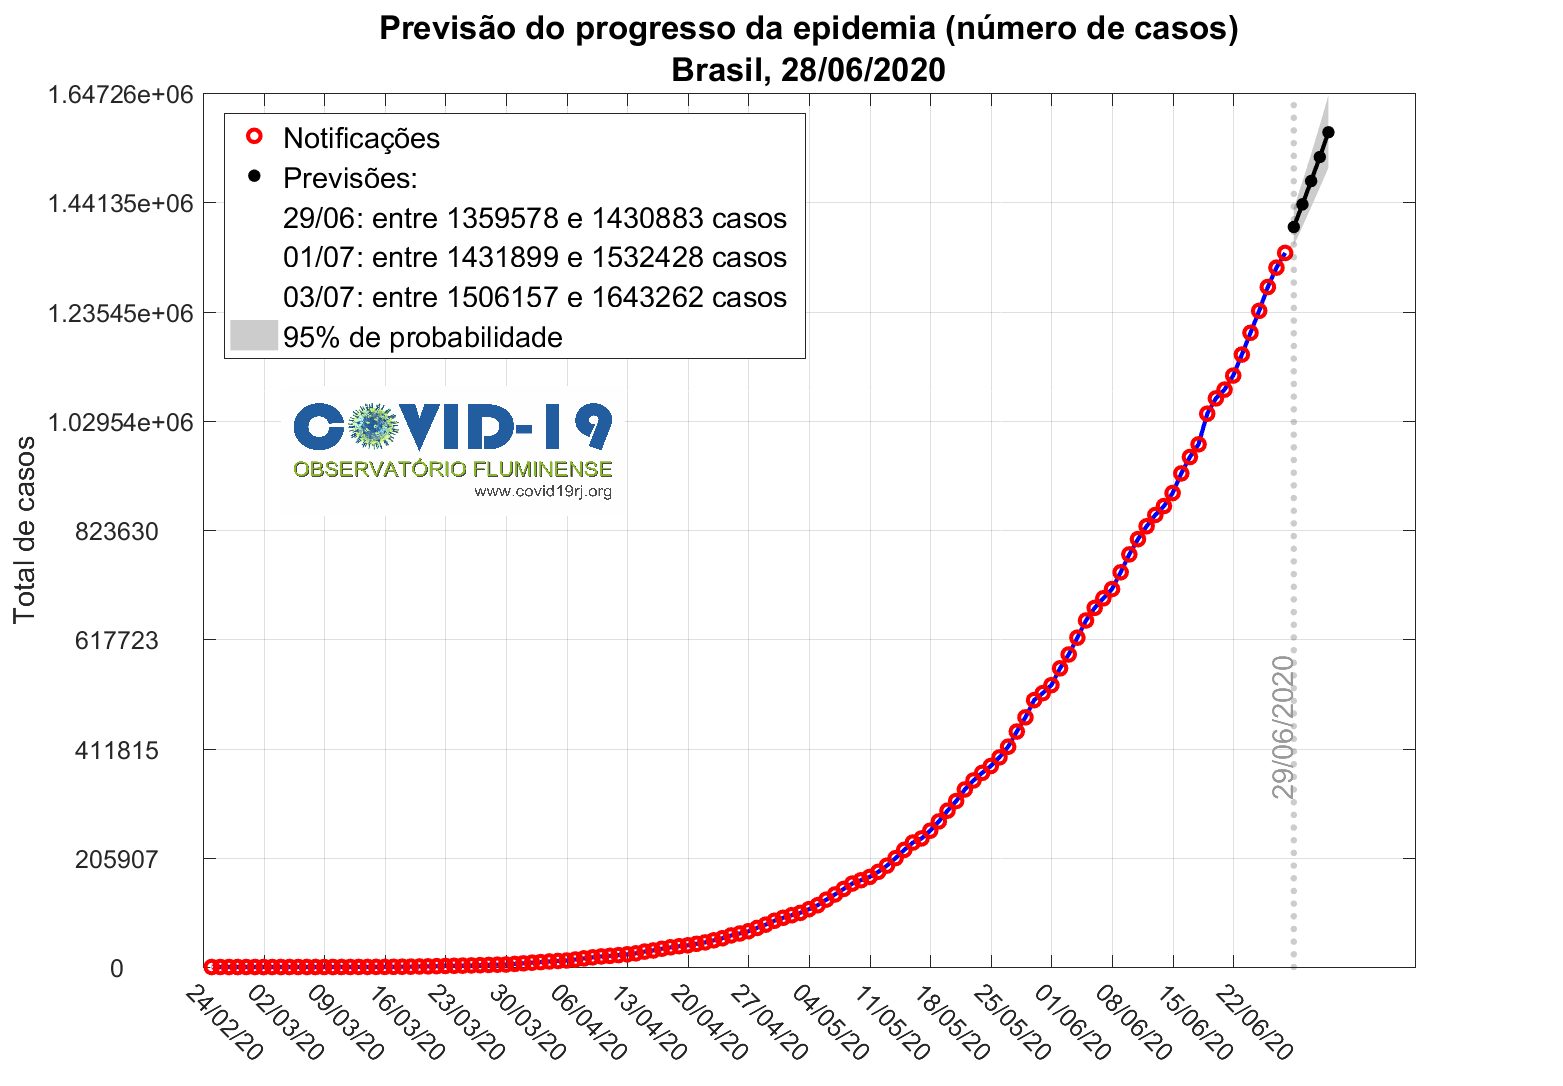 Previsão do progresso da epidemia (número de casos)
Brasil, 28/06/2020
1.64726e+06
1.44135e+06
1.23545e+06
1.02954e+06
823630
617723
411815
205907
0
Total de casos
Notificações
Previsões:
29/06: entre 1359578 e 1430883 casos
01/07: entre 1431899 e 1532428 casos
03/07: entre 1506157 e 1643262 casos
95% de probabilidade
COVID-19
OBSERVATÓRIO FLUMINENSE
www.covid19rj.org
29/06/2020
24/02/20
02/03/20
09/03/20
16/03/20
23/03/20
30/03/20
06/04/20
13/04/20
20/04/20
27/04/20
04/05/20
11/05/20
18/05/20
25/05/20
01/06/20
08/06/20
15/06/20
22/06/20